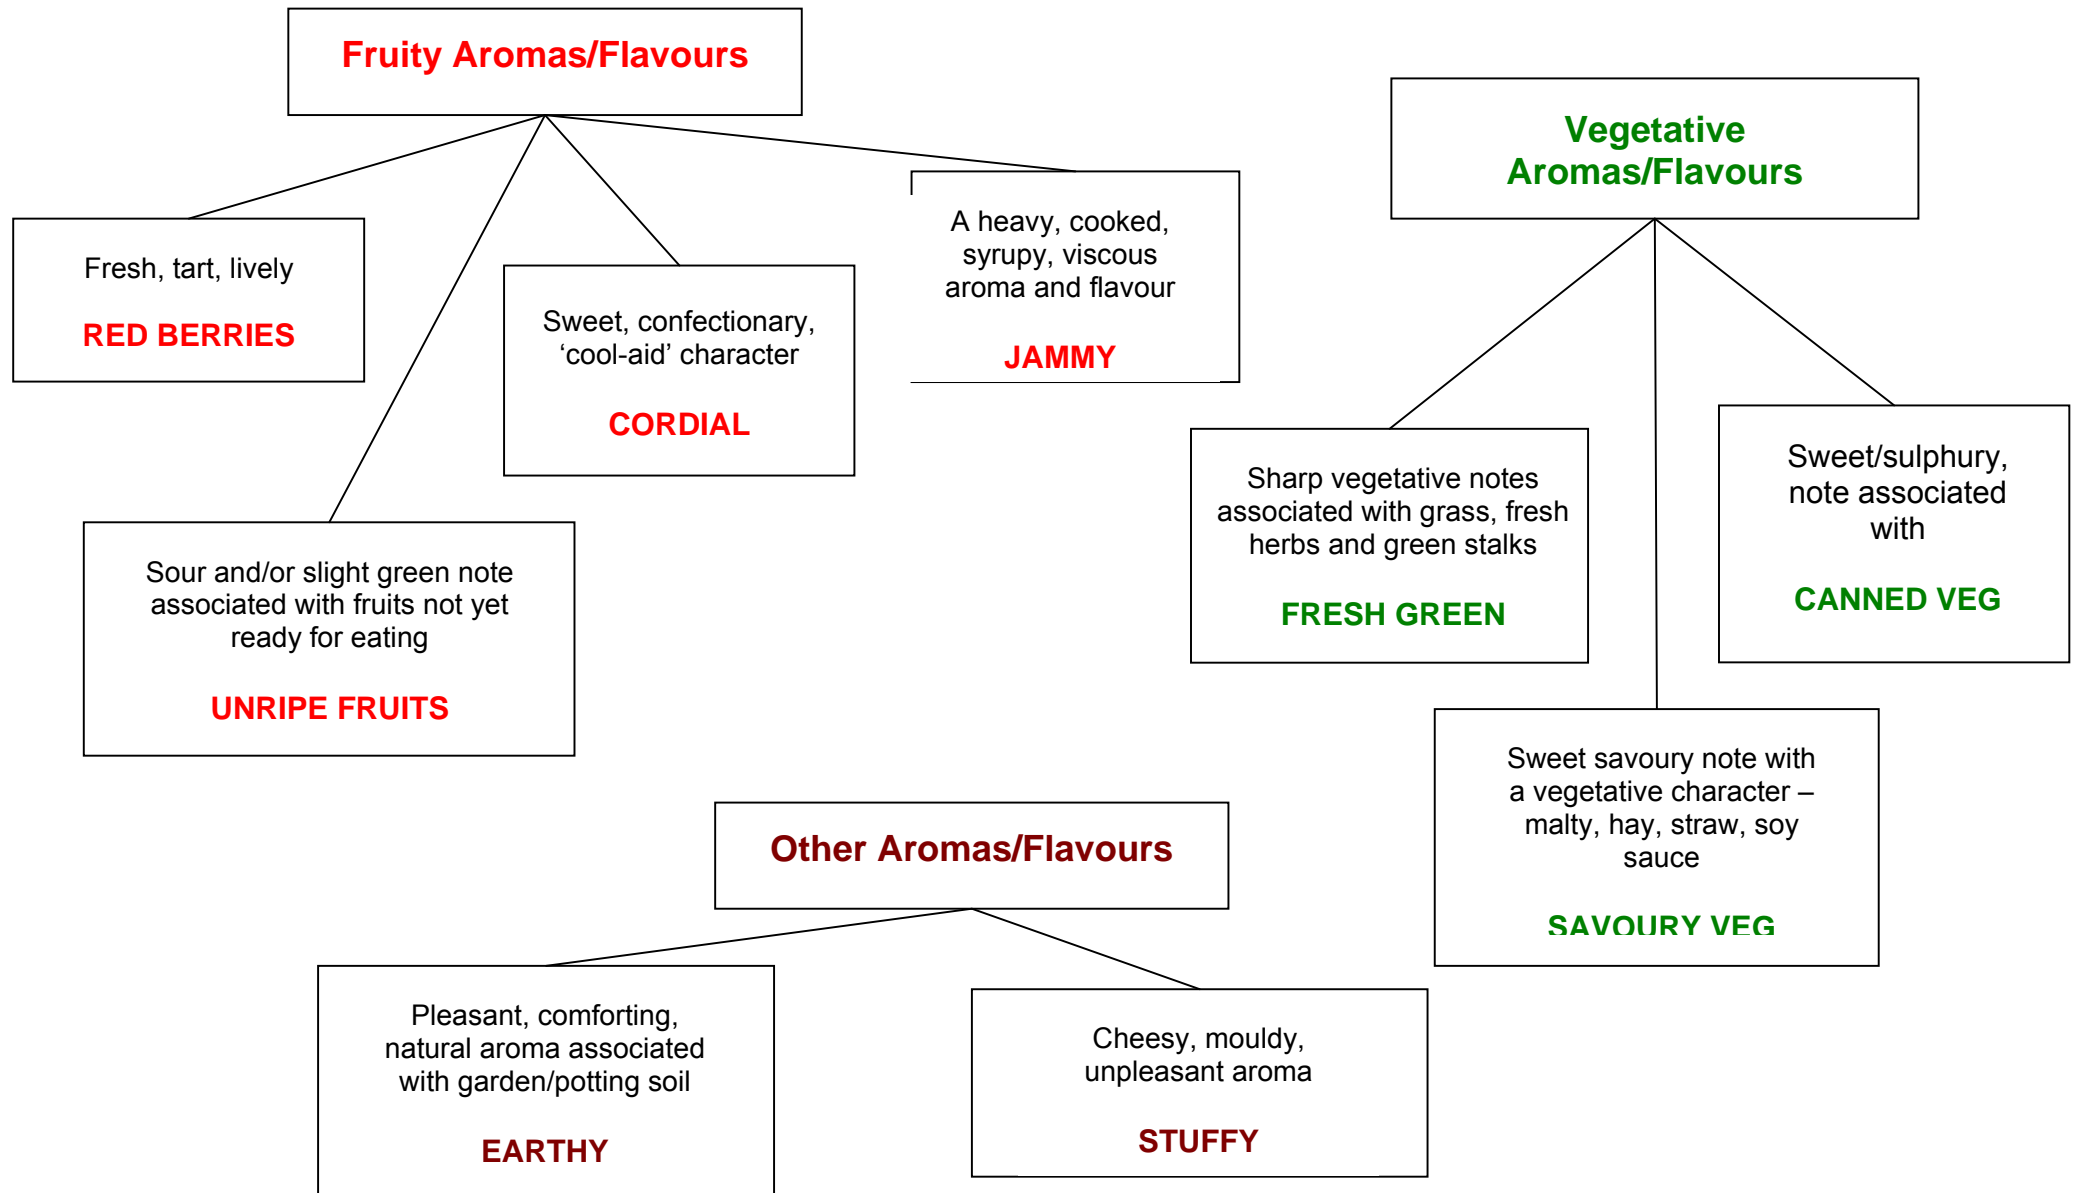 Fruity Aromas/Flavours
Fresh, tart, lively
RED BERRIES
Sour and/or slight green note
associated with fruits not yet
ready for eating
UNRIPE FRUITS
Sweet, confectionary,
‘cool-aid’ character
CORDIAL
A heavy, cooked,
syrupy, viscous
aroma and flavour
JAMMY
Vegetative
Aromas/Flavours
Sharp vegetative notes
associated with grass, fresh
herbs and green stalks
FRESH GREEN
Sweet savoury note with
a vegetative character –
malty, hay, straw, soy
sauce
SAVOURY VEG
Sweet/sulphury,
note associated
with
CANNED VEG
Other Aromas/Flavours
Pleasant, comforting,
natural aroma associated
with garden/potting soil
EARTHY
Cheesy, mouldy,
unpleasant aroma
STUFFY